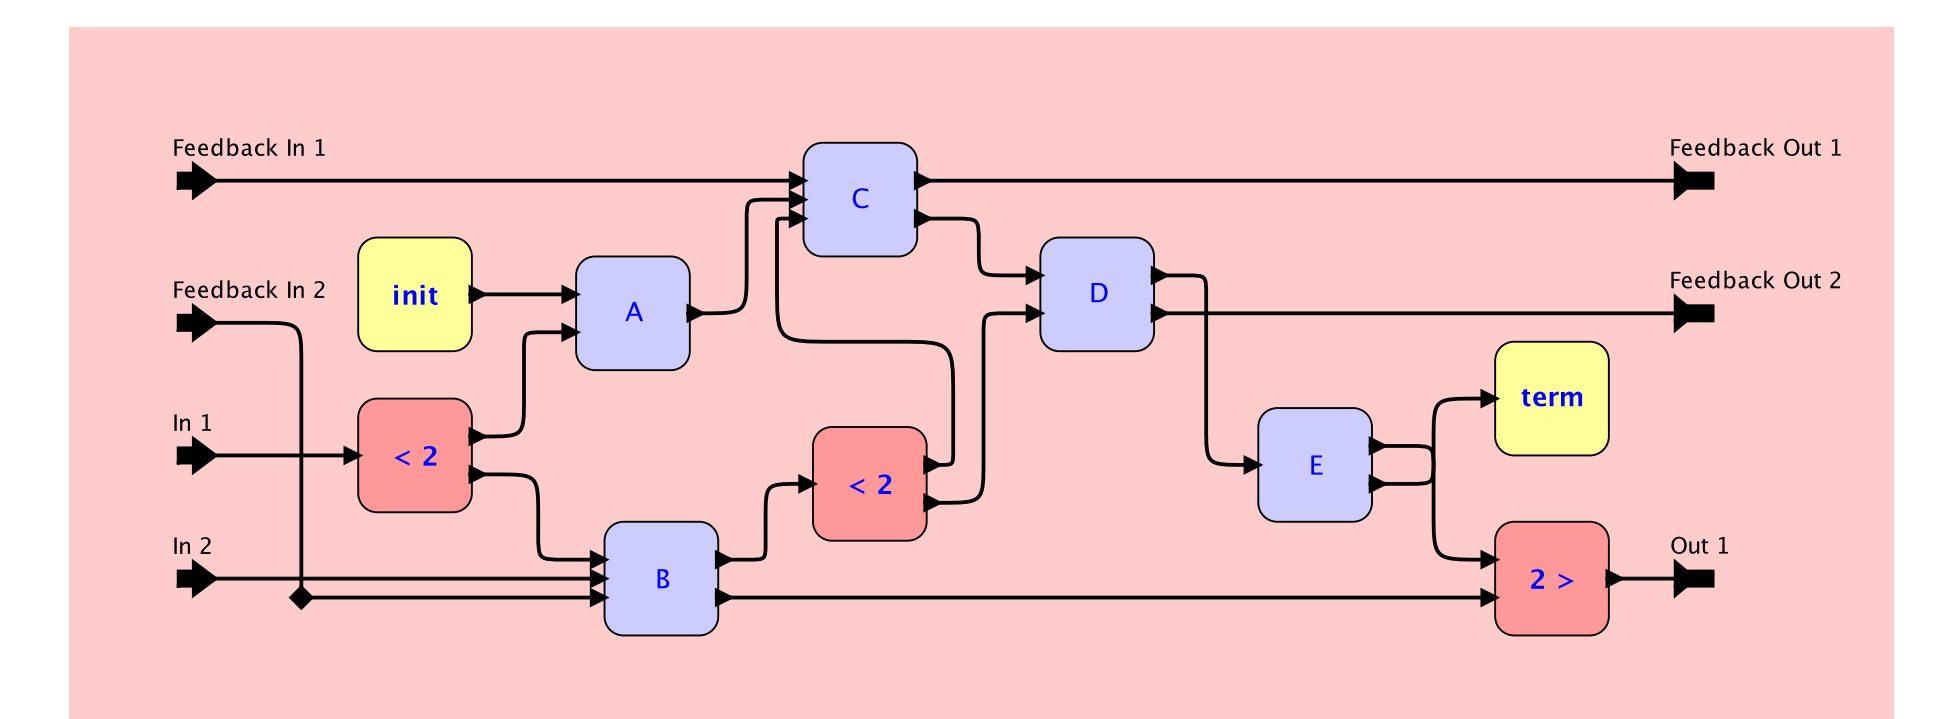 Feedback In 1
Feedback Out 1
C
Feedback In 2
init
A
D
Feedback Out 2
In 1
< 2
< 2
E
term
In 2
B
2 >
Out 1